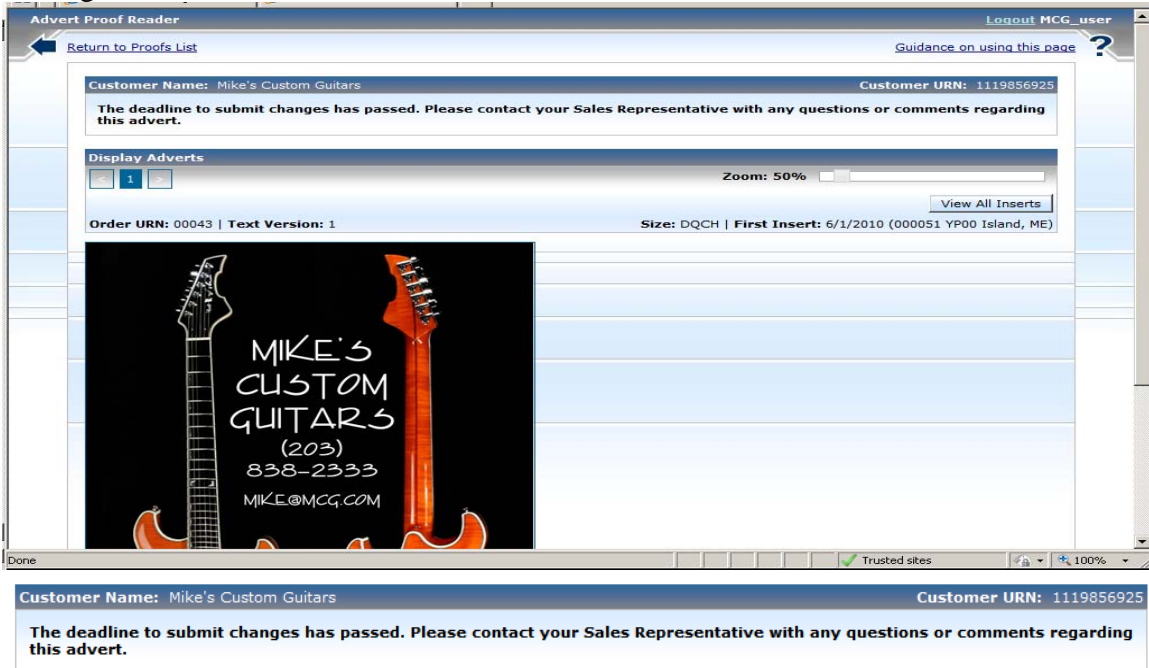 Advert Proof Reader Logout MCG_user
Return to Proofs List Guidance on using this page ?
Customer Name: Mike's Custom Guitars Customer URN: 1119856925
The deadline to submit changes has passed. Please contact your Sales Representative with any questions or comments regarding
this advert.
Display Adverts
< 1 > Zoom: 50%
View All Inserts
Order URN: 00043 | Text Version: 1 Size: DQCH | First Insert: 6/1/2010 (000051 YP00 Island, ME)
MIKE'S
CUSTOM
GUITARS
(203)
838-2333
MIKE@MCG.COM
Done Trusted sites 100%
Customer Name: Mike's Custom Guitars Customer URN: 1119856925
The deadline to submit changes has passed. Please contact your Sales Representative with any questions or comments regarding
this advert.